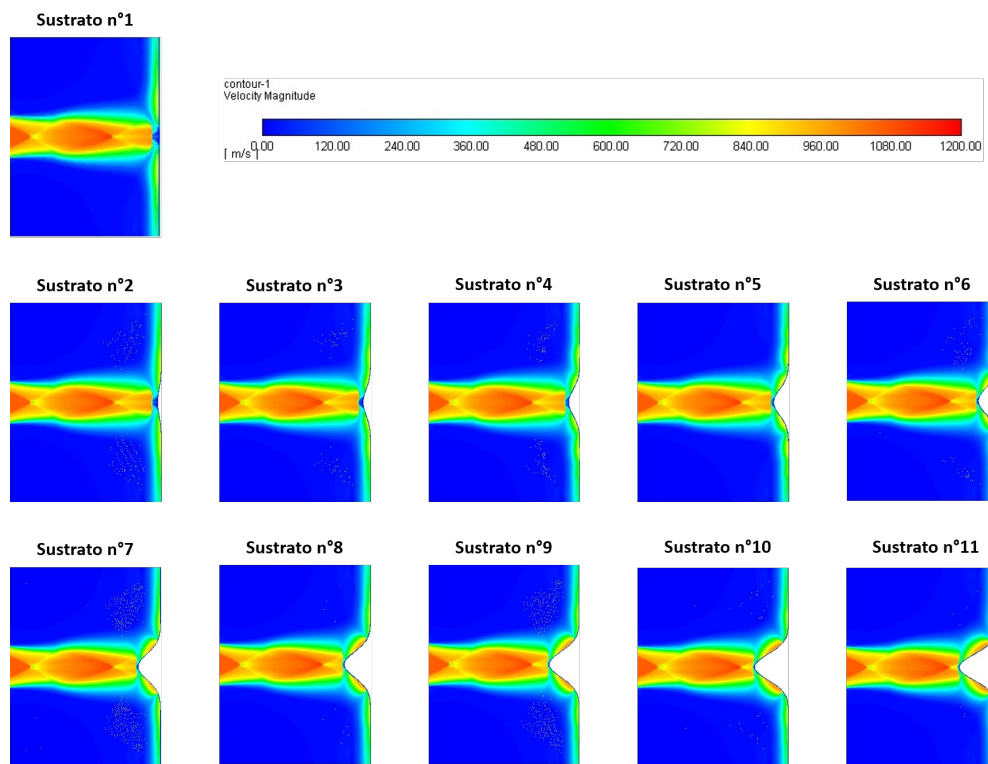 Sustrato n°1
contour-1
Velocity Magnitude
0.00 120.00 240.00 360.00 480.00 600.00 720.00 840.00 960.00 1080.00 1200.00
[ m/s ]
Sustrato n°2 Sustrato n°3 Sustrato n°4 Sustrato n°5 Sustrato n°6
Sustrato n°7 Sustrato n°8 Sustrato n°9 Sustrato n°10 Sustrato n°11